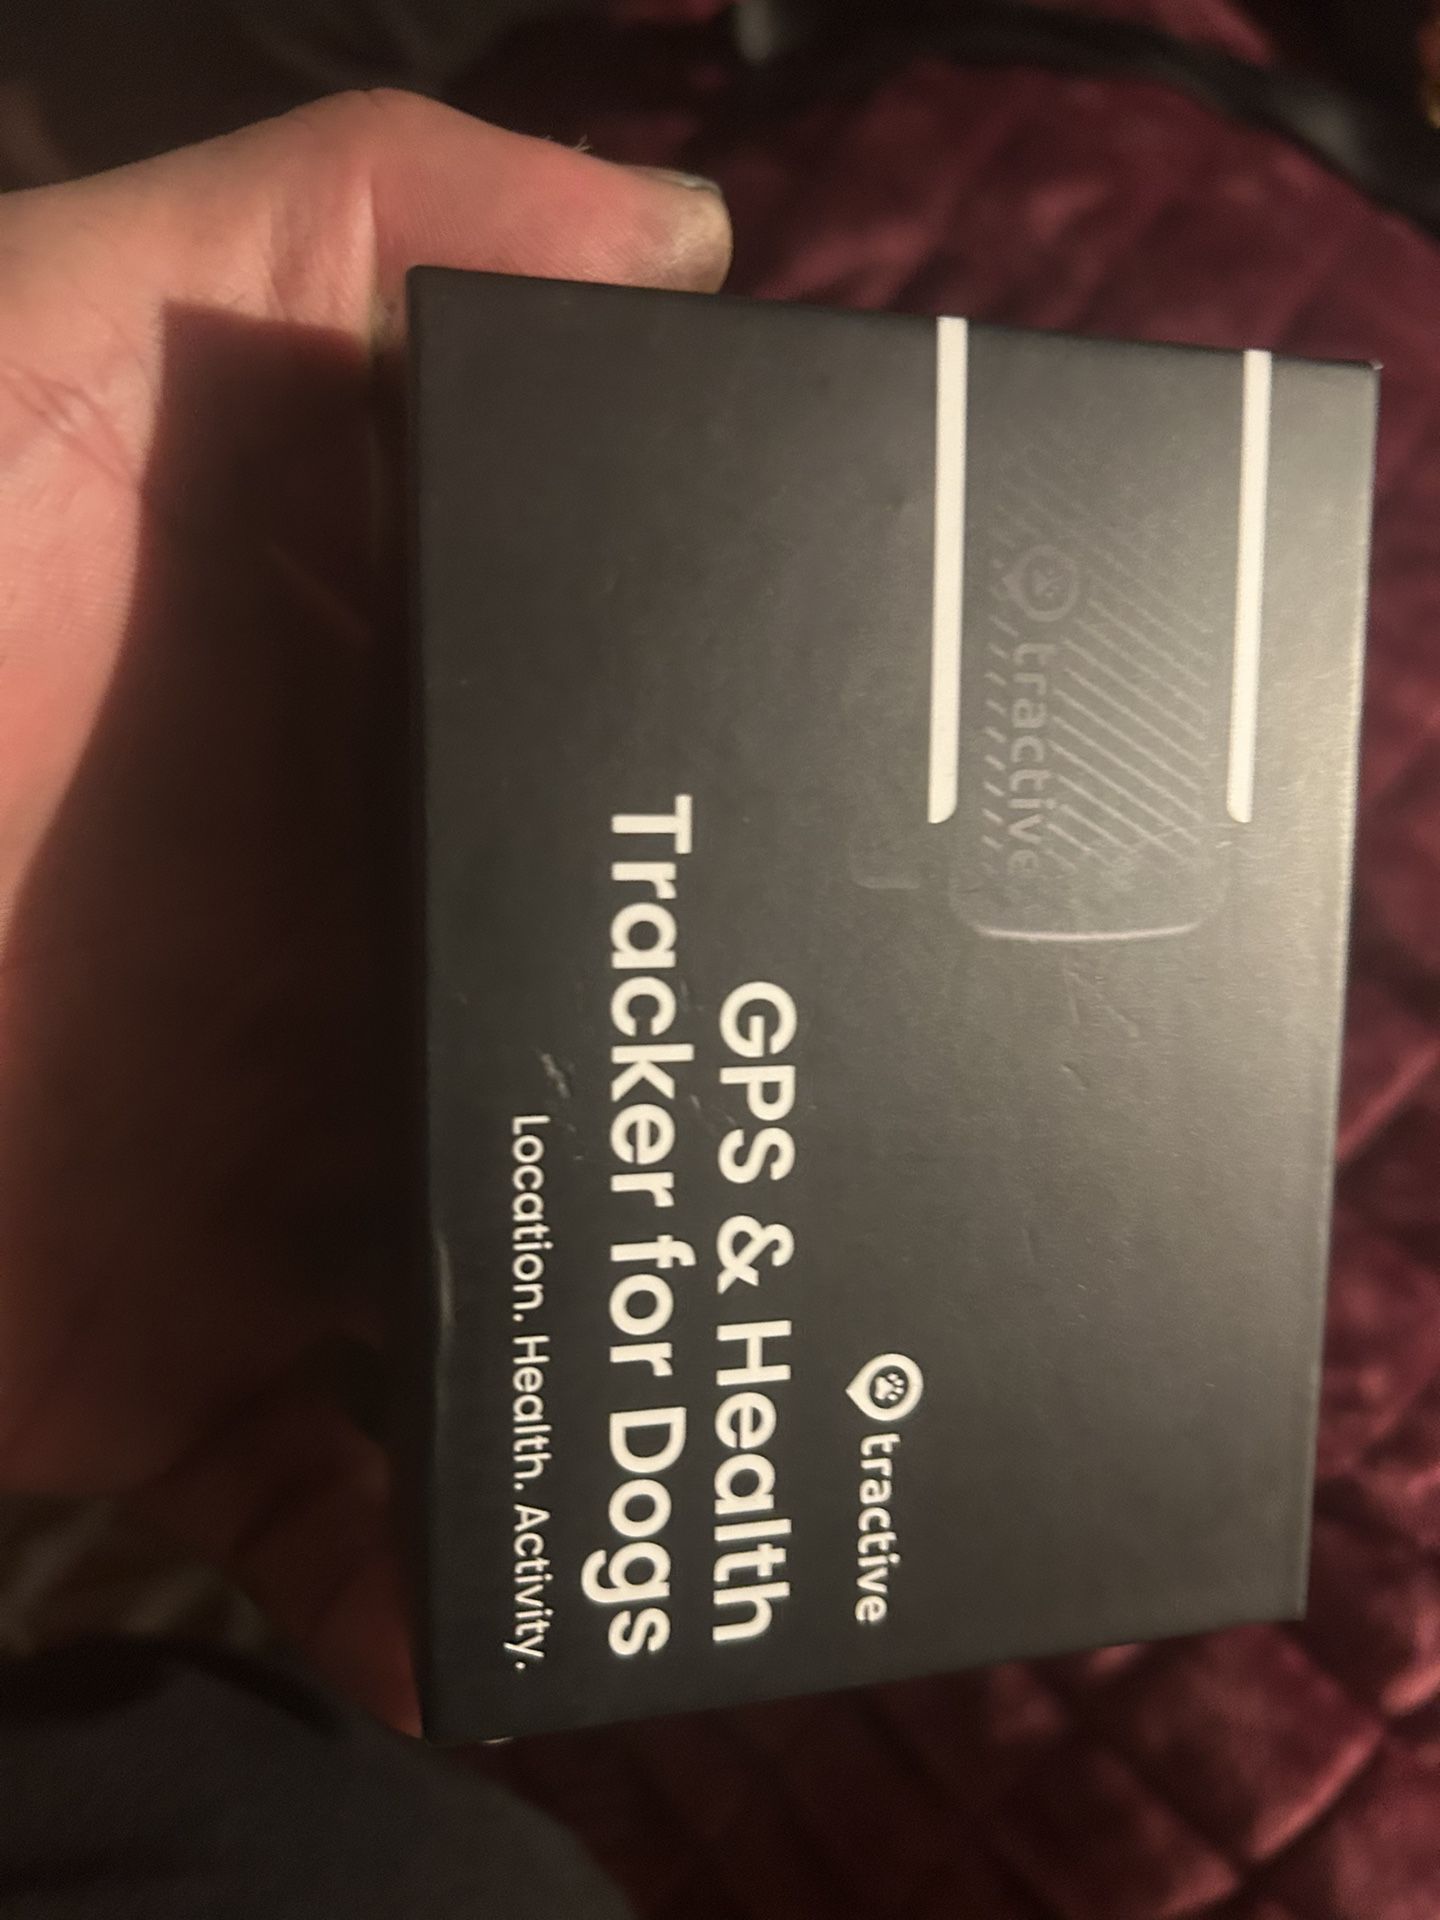 tractive
tractive
GPS & Health
Tracker for Dogs
Location. Health. Activity.